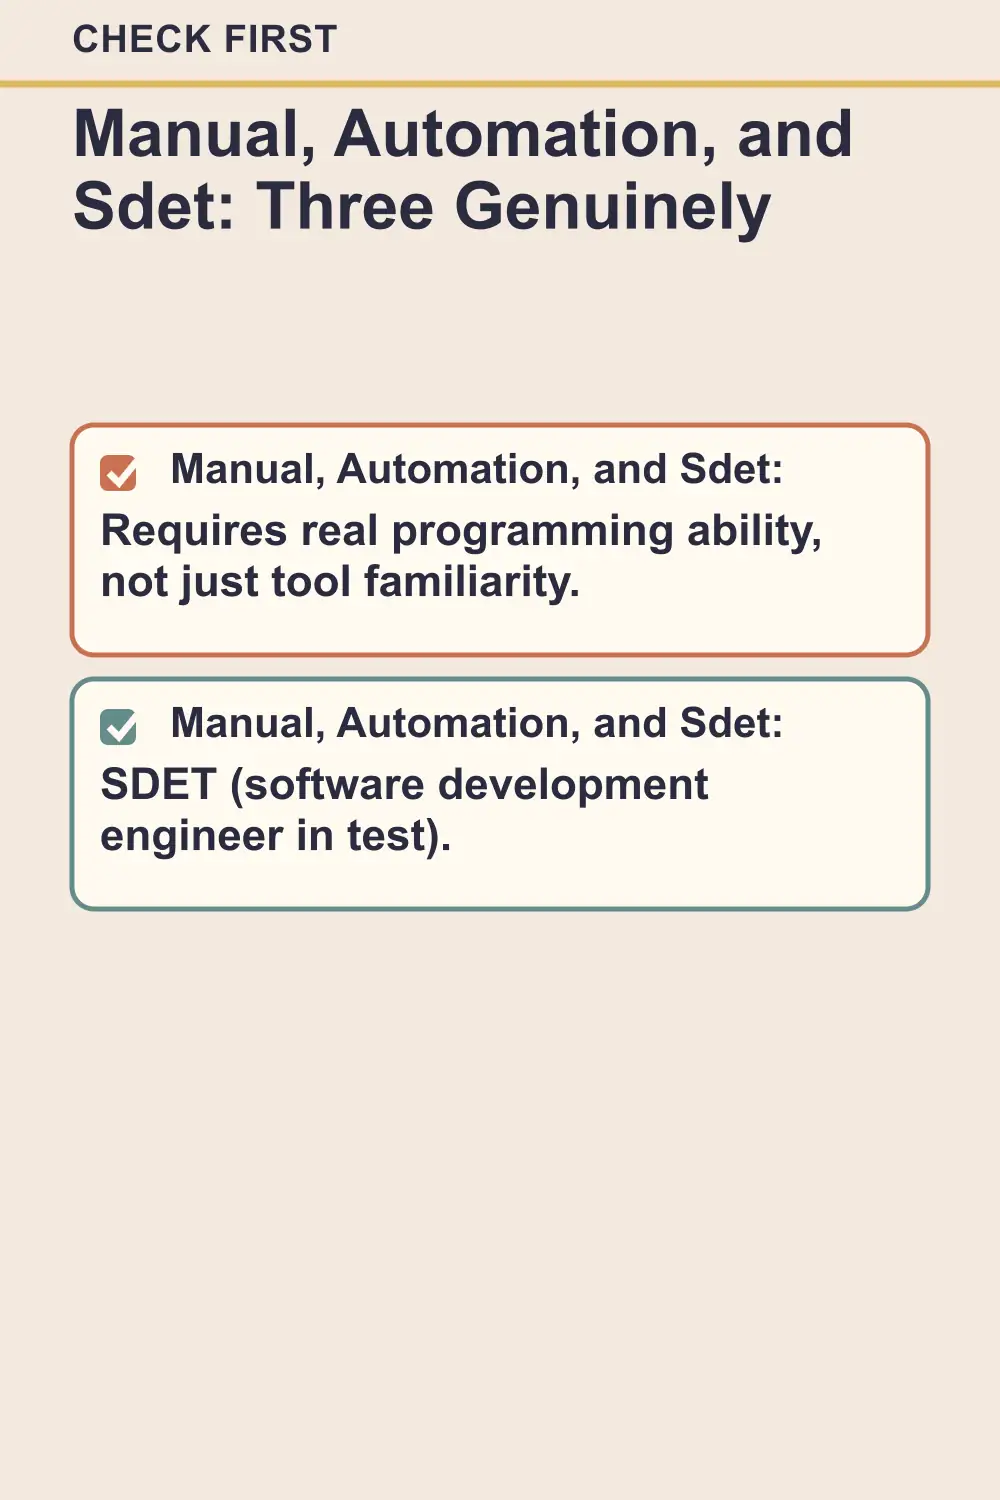 CHECK FIRST
Manual, Automation, and
Sdet: Three Genuinely
Manual, Automation, and Sdet:
Requires real programming ability,
not just tool familiarity.
Manual, Automation, and Sdet:
SDET (software development
engineer in test).